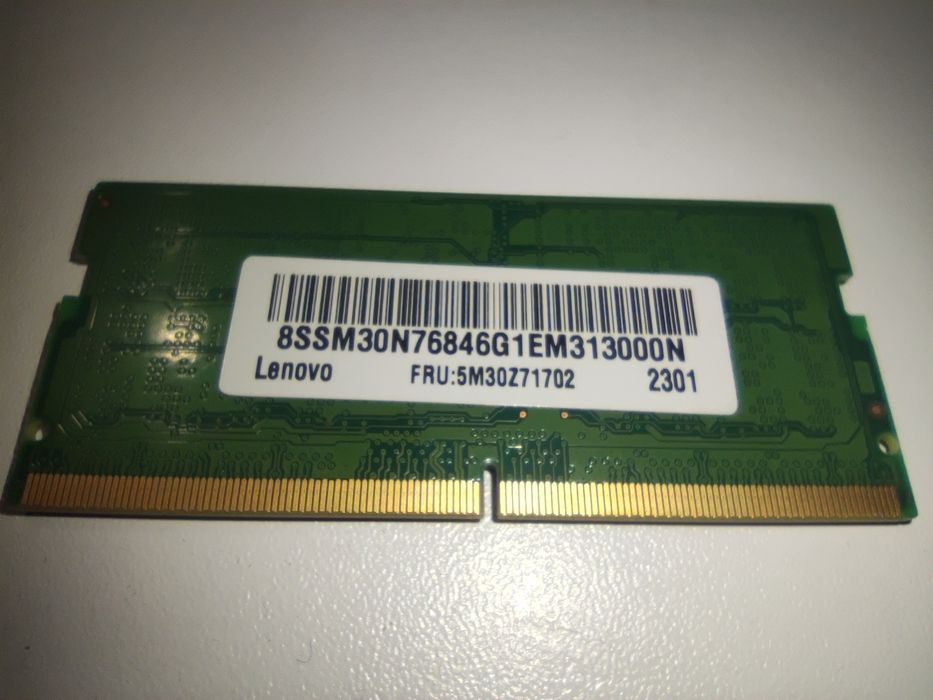 8SSM30N76846G1EM313000N
Lenovo FRU:5M30Z71702 2301